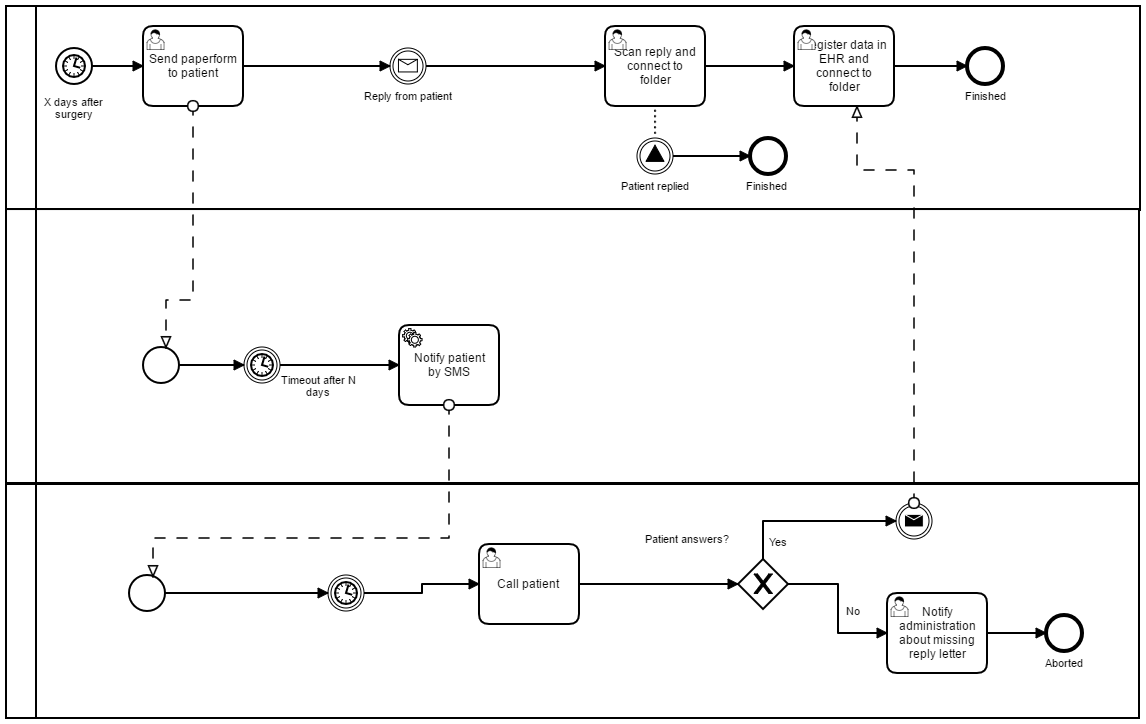 Send paperform
to patient
X days after
surgery
Reply from patient
Scan reply and
connect to
folder
gister data in
EHR and
connect to
folder
Finished
Patient replied
Finished
Timeout after N
days
Notify patient
by SMS
Call patient
Patient answers?
Yes
X
No
Notify
administration
about missing
reply letter
Aborted